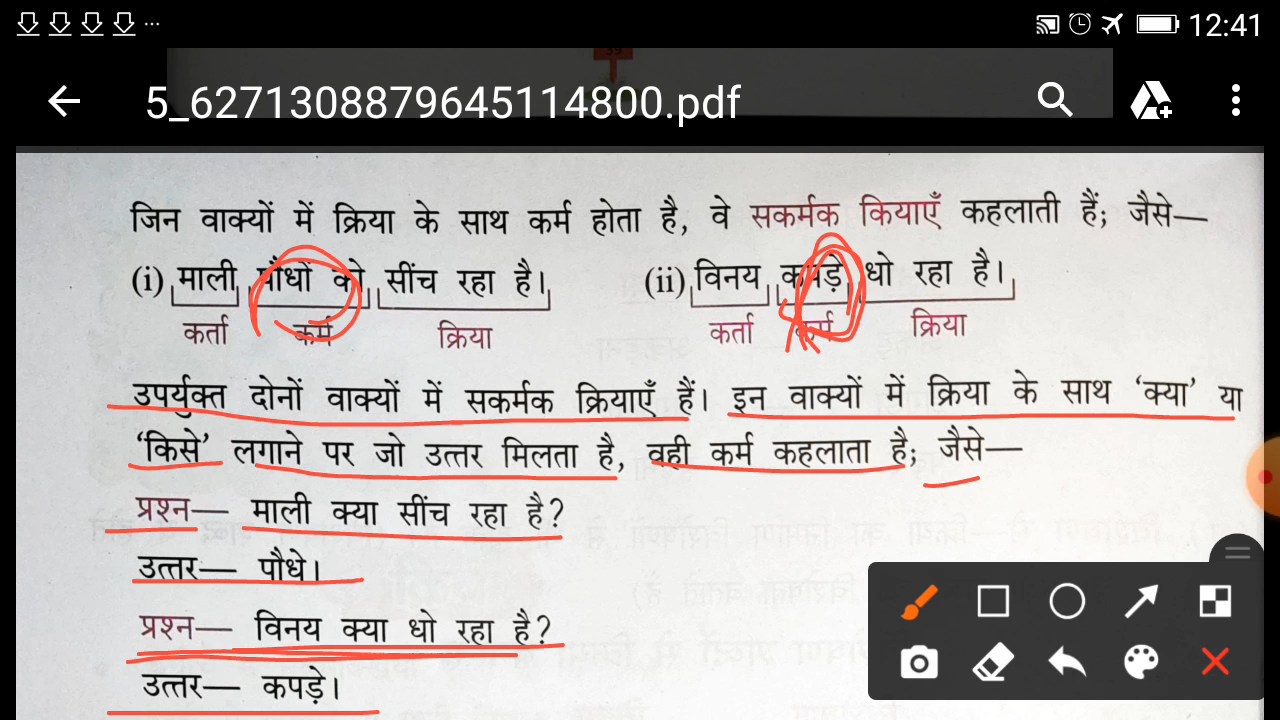 12:41
5_6271308879645114800.pdf
जिन वाक्यों में क्रिया के साथ कर्म होता है, वे सकर्मक कियाएँ कहलाती हैं; जैसे—
(i) माली पौधों को सींच रहा है। (ii) विनय कपड़े धो रहा है।
कर्ता कर्म क्रिया कर्ता कर्म क्रिया
उपर्युक्त दोनों वाक्यों में सकर्मक क्रियाएँ हैं। इन वाक्यों में क्रिया के साथ ‘क्या’ या
‘किसे’ लगाने पर जो उत्तर मिलता है, वही कर्म कहलाता है; जैसे—
प्रश्न— माली क्या सींच रहा है?
उत्तर— पौधे।
प्रश्न— विनय क्या धो रहा है?
उत्तर— कपड़े।